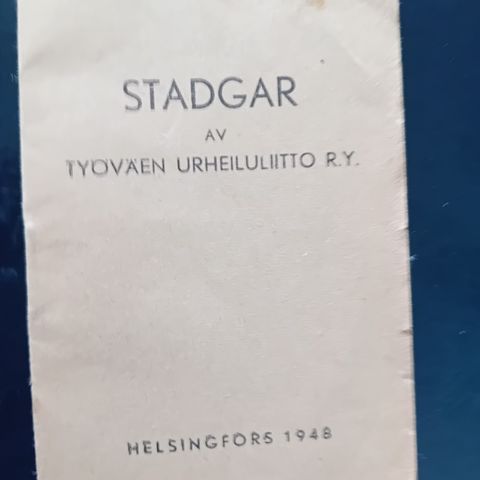 STADGAR
AV
TYÖVÄEN URHEILULIITTO R.Y.
HELSINGFORS 1948